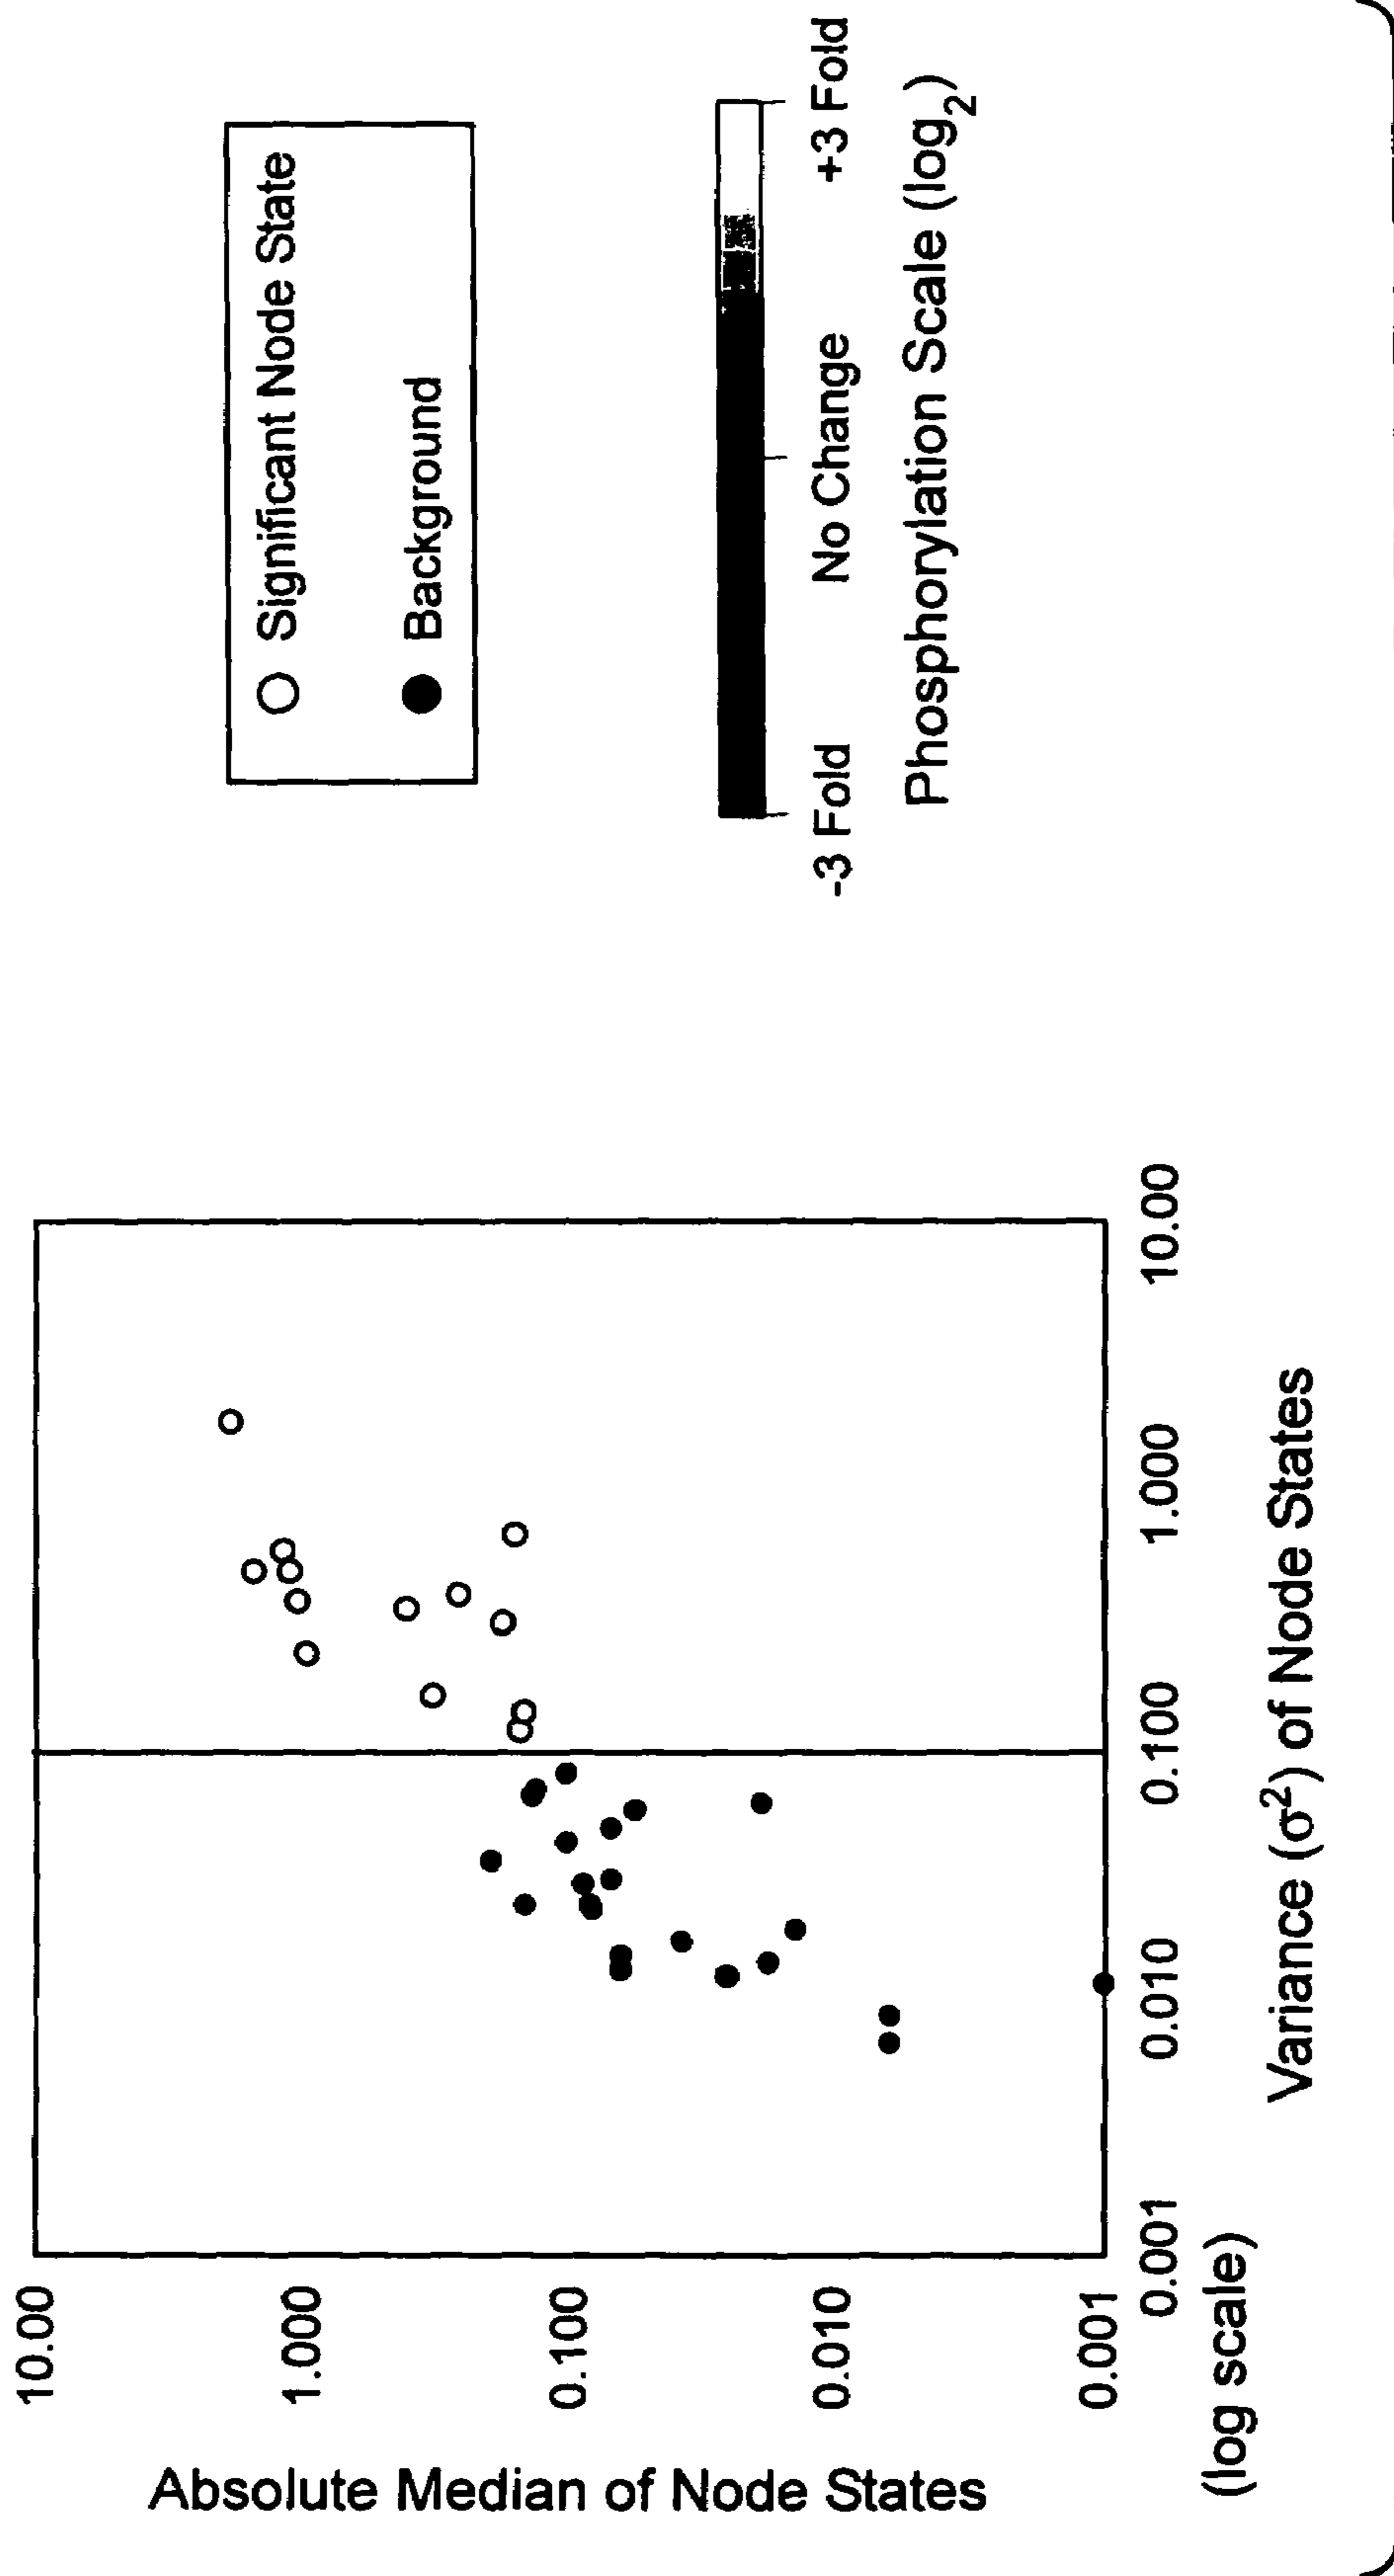 Absolute Median of Node States
10.00
1.000
0.100
0.010
0.001
(log scale)
0.001
0.010
0.100
1.000
10.00
Variance (σ²) of Node States
Significant Node State
Background
-3 Fold
No Change
+3 Fold
Phosphorylation Scale (log₂)